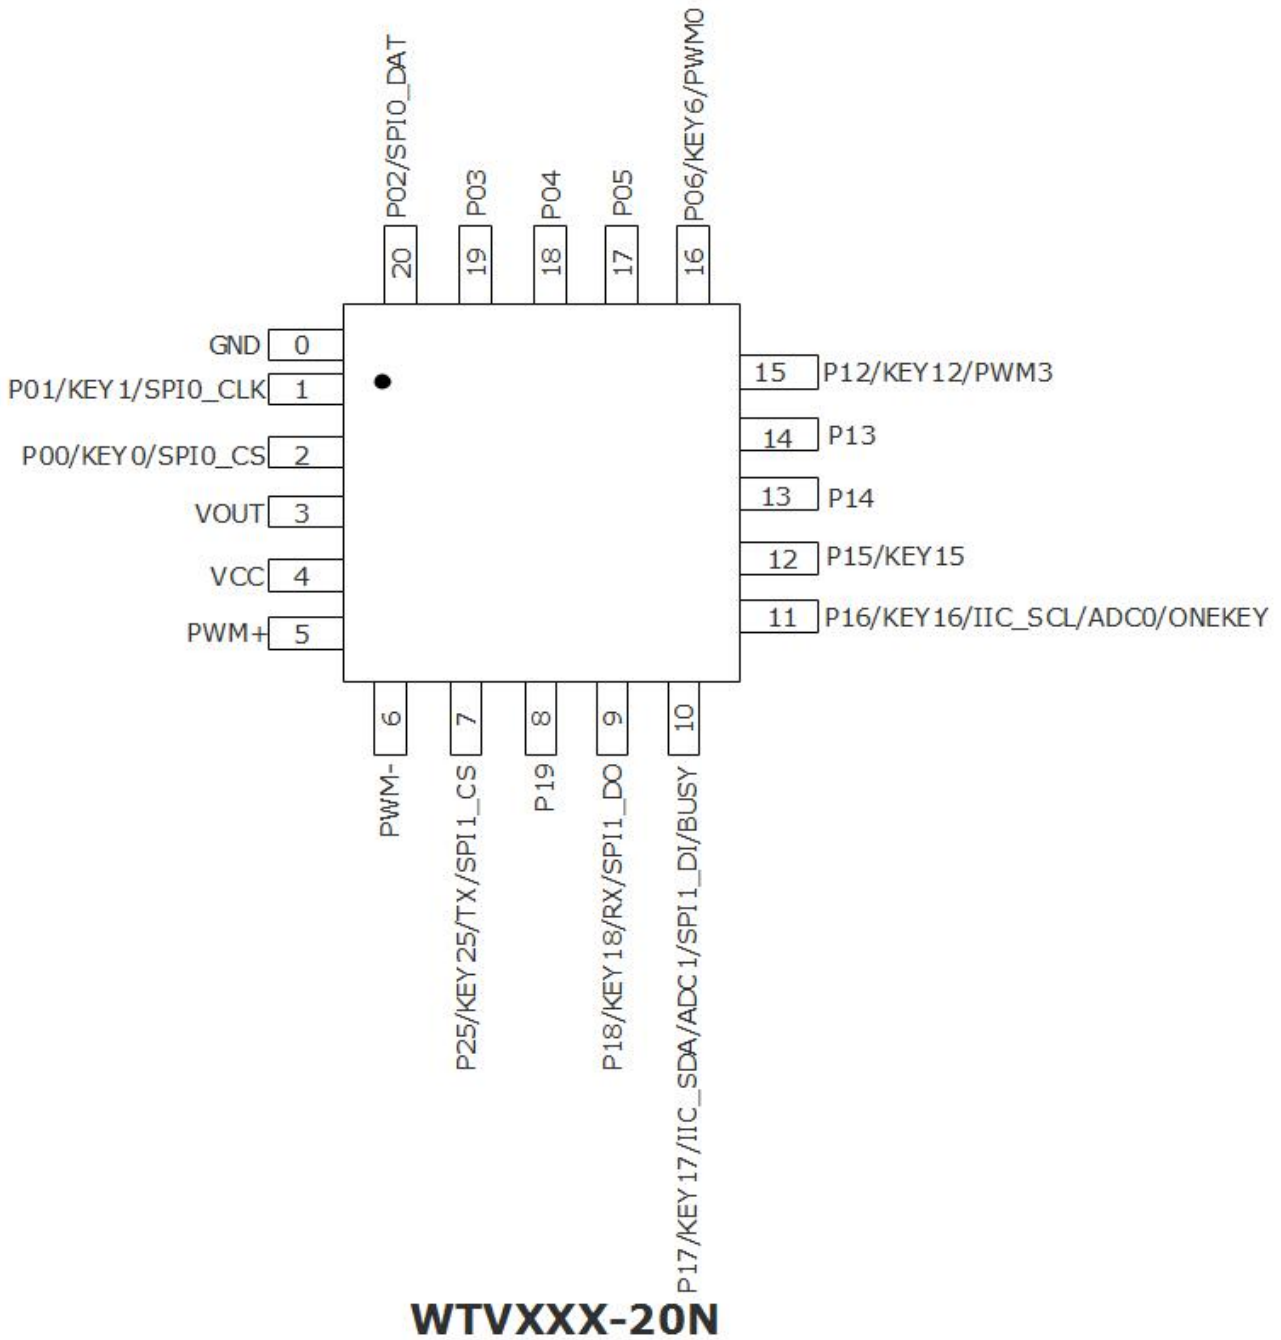 P02/SPI0_DAT
P03
P04
P05
P06/KEY6/PWM0
20
19
18
17
16
GND 0
P01/KEY1/SPI0_CLK 1
P00/KEY0/SPI0_CS 2
VOUT 3
VCC 4
PWM+ 5
15 P12/KEY12/PWM3
14 P13
13 P14
12 P15/KEY15
11 P16/KEY16/IIC_SCL/ADC0/ONEKEY
6
7
8
9
10
PWM-
P25/KEY25/TX/SPI1_CS
P19
P18/KEY18/RX/SPI1_DO
P17/KEY17/IIC_SDA/ADC1/SPI1_DI/BUSY
WTVXXX-20N